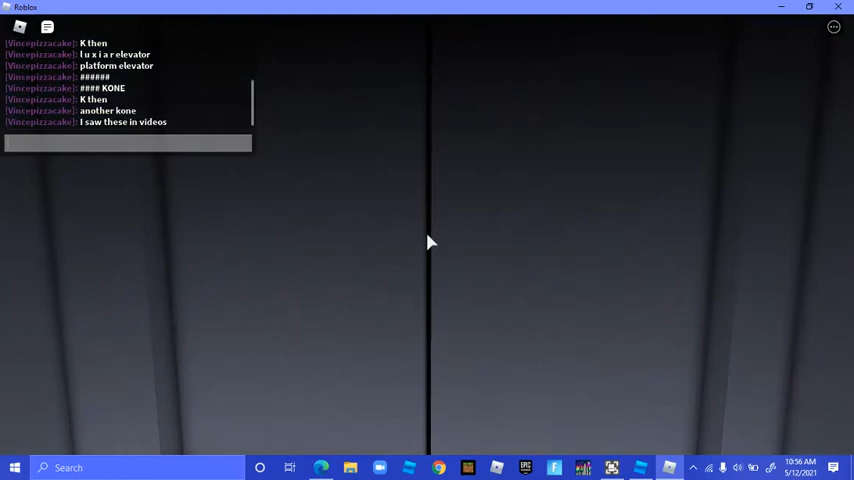 Roblox
[Vincepizzacake]: K then
[Vincepizzacake]: l u x i a r elevator
[Vincepizzacake]: platform elevator
[Vincepizzacake]: ######
[Vincepizzacake]: #### KONE
[Vincepizzacake]: K then
[Vincepizzacake]: another kone
[Vincepizzacake]: I saw these in videos
Search
EPIC
10:56 AM
5/12/2021